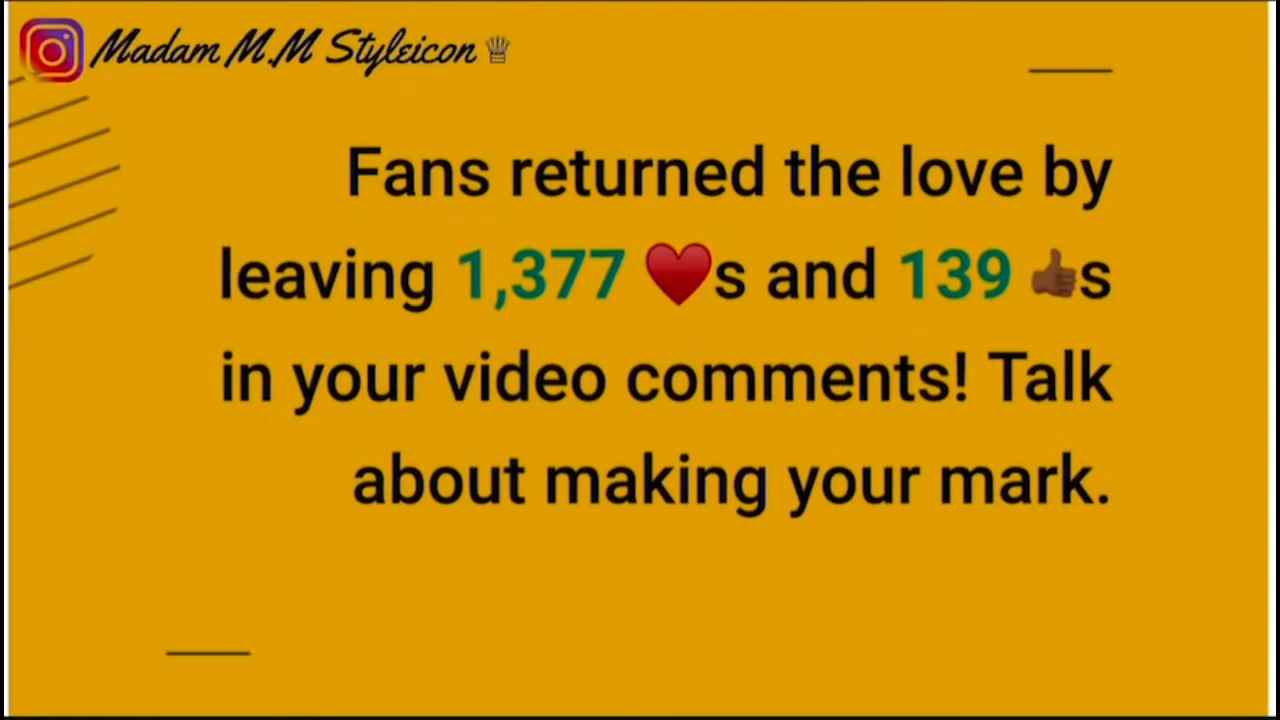 Madam M.M Styleicon♕
Fans returned the love by
leaving 1,377 ❤️s and 139 👍🏾s
in your video comments! Talk
about making your mark.